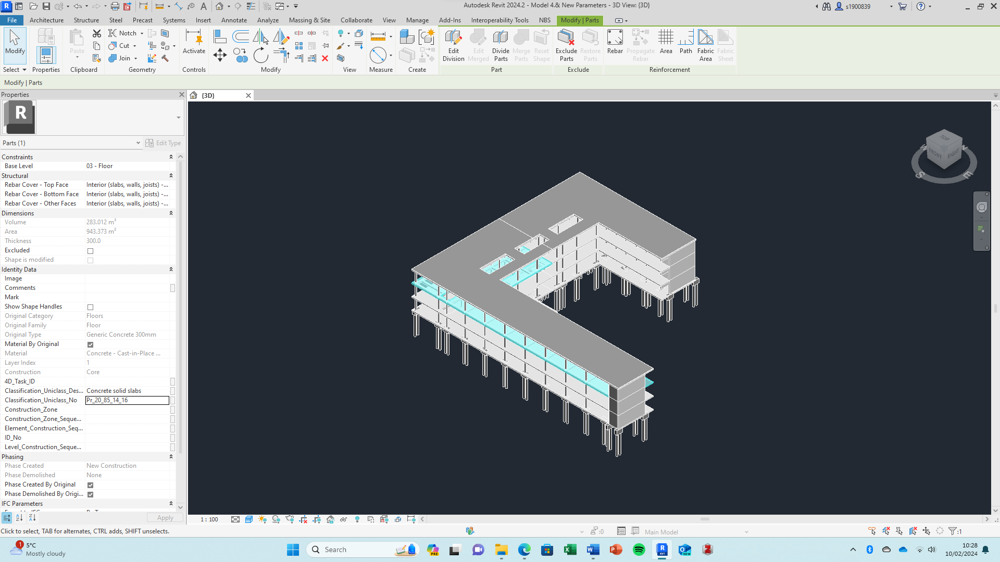 Autodesk Revit 2024.2 - Model 4.& New Parameters - 3D View: {3D}
s1900839
File Architecture Structure Steel Precast Systems Insert Annotate Analyze Massing & Site Collaborate View Manage Add-Ins Interoperability Tools NBS Modify | Parts
Modify
Select
Properties
Paste
Clipboard
Notch
Cut
Join
Geometry
Activate
Controls
Modify
View
Measure
Create
Edit Division
Edit Merged
Divide Parts
Merge Parts
Reset Shape
Part
Exclude Parts
Restore Parts
Exclude
Rebar
Propagate Rebar
Area
Path
Fabric Area
Fabric Sheet
Reinforcement
Modify | Parts
Properties
{3D}
R
Parts (1)
Edit Type
Constraints
Base Level 03 - Floor
Structural
Rebar Cover - Top Face Interior (slabs, walls, joists) -...
Rebar Cover - Bottom Face Interior (slabs, walls, joists) -...
Rebar Cover - Other Faces Interior (slabs, walls, joists) -...
Dimensions
Volume 283.012 m³
Area 943.373 m²
Thickness 300.0
Excluded
Shape is modified
Identity Data
Image
Comments
Mark
Show Shape Handles
Original Category Floors
Original Family Floor
Original Type Generic Concrete 300mm
Material By Original
Material Concrete - Cast-in-Place ...
Layer Index 1
Construction Core
4D_Task_ID
Classification_Uniclass_Des... Concrete solid slabs
Classification_Uniclass_No Pr_20_85_14_16
Construction_Zone
Construction_Zone_Seque...
Element_Construction_Seq...
ID_No
Level_Construction_Seque...
Phasing
Phase Created New Construction
Phase Demolished None
Phase Created By Original
Phase Demolished By Origi...
IFC Parameters
Apply
TOP
FRONT
RIGHT
S
E
1 : 100
Click to select, TAB for alternates, CTRL adds, SHIFT unselects.
:0
Main Model
:1
1
5°C
Mostly cloudy
Search
PRE
10:28
10/02/2024